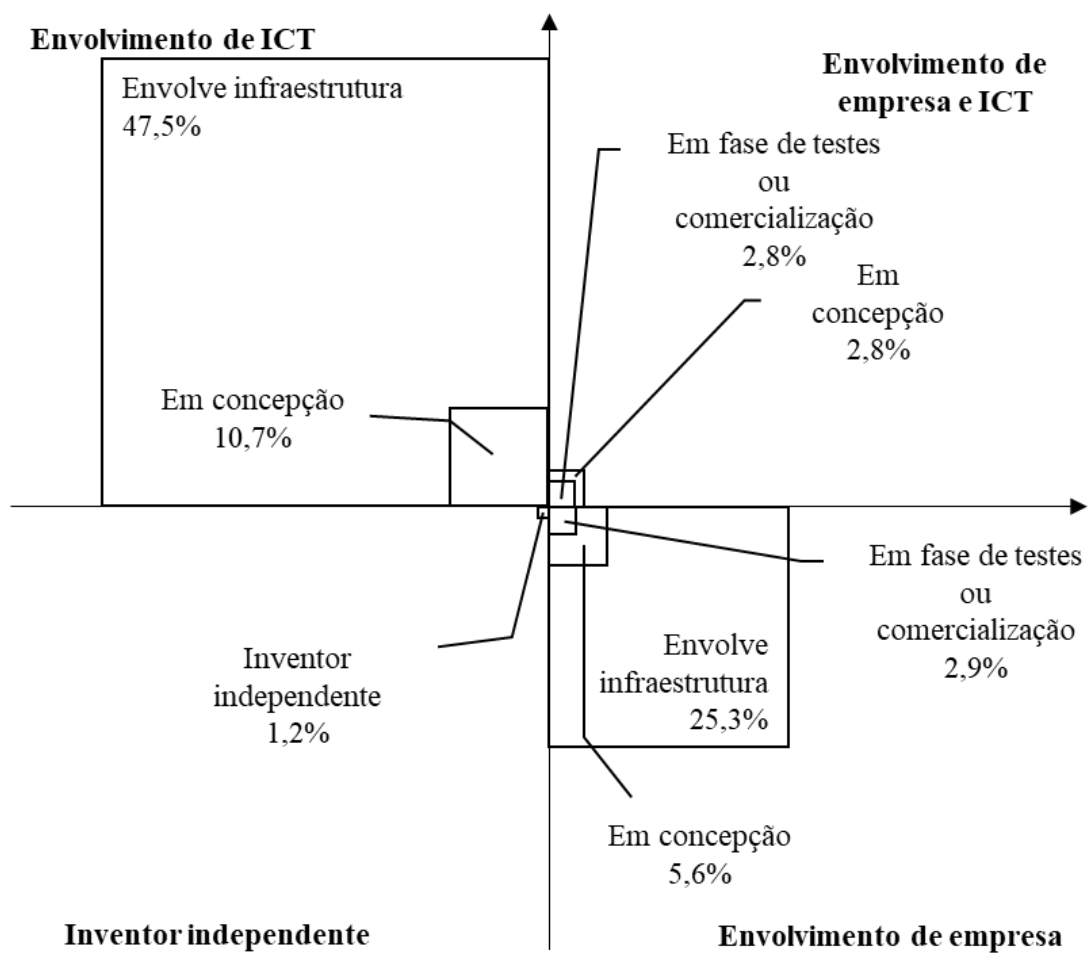 Envolvimento de ICT
Envolve infraestrutura
47,5%
Em concepção
10,7%
Envolvimento de
empresa e ICT
Em fase de testes
ou
comercialização
2,8%
Em
concepção
2,8%
Inventor
independente
1,2%
Inventor independente
Em fase de testes
ou
comercialização
2,9%
Envolve
infraestrutura
25,3%
Em concepção
5,6%
Envolvimento de empresa